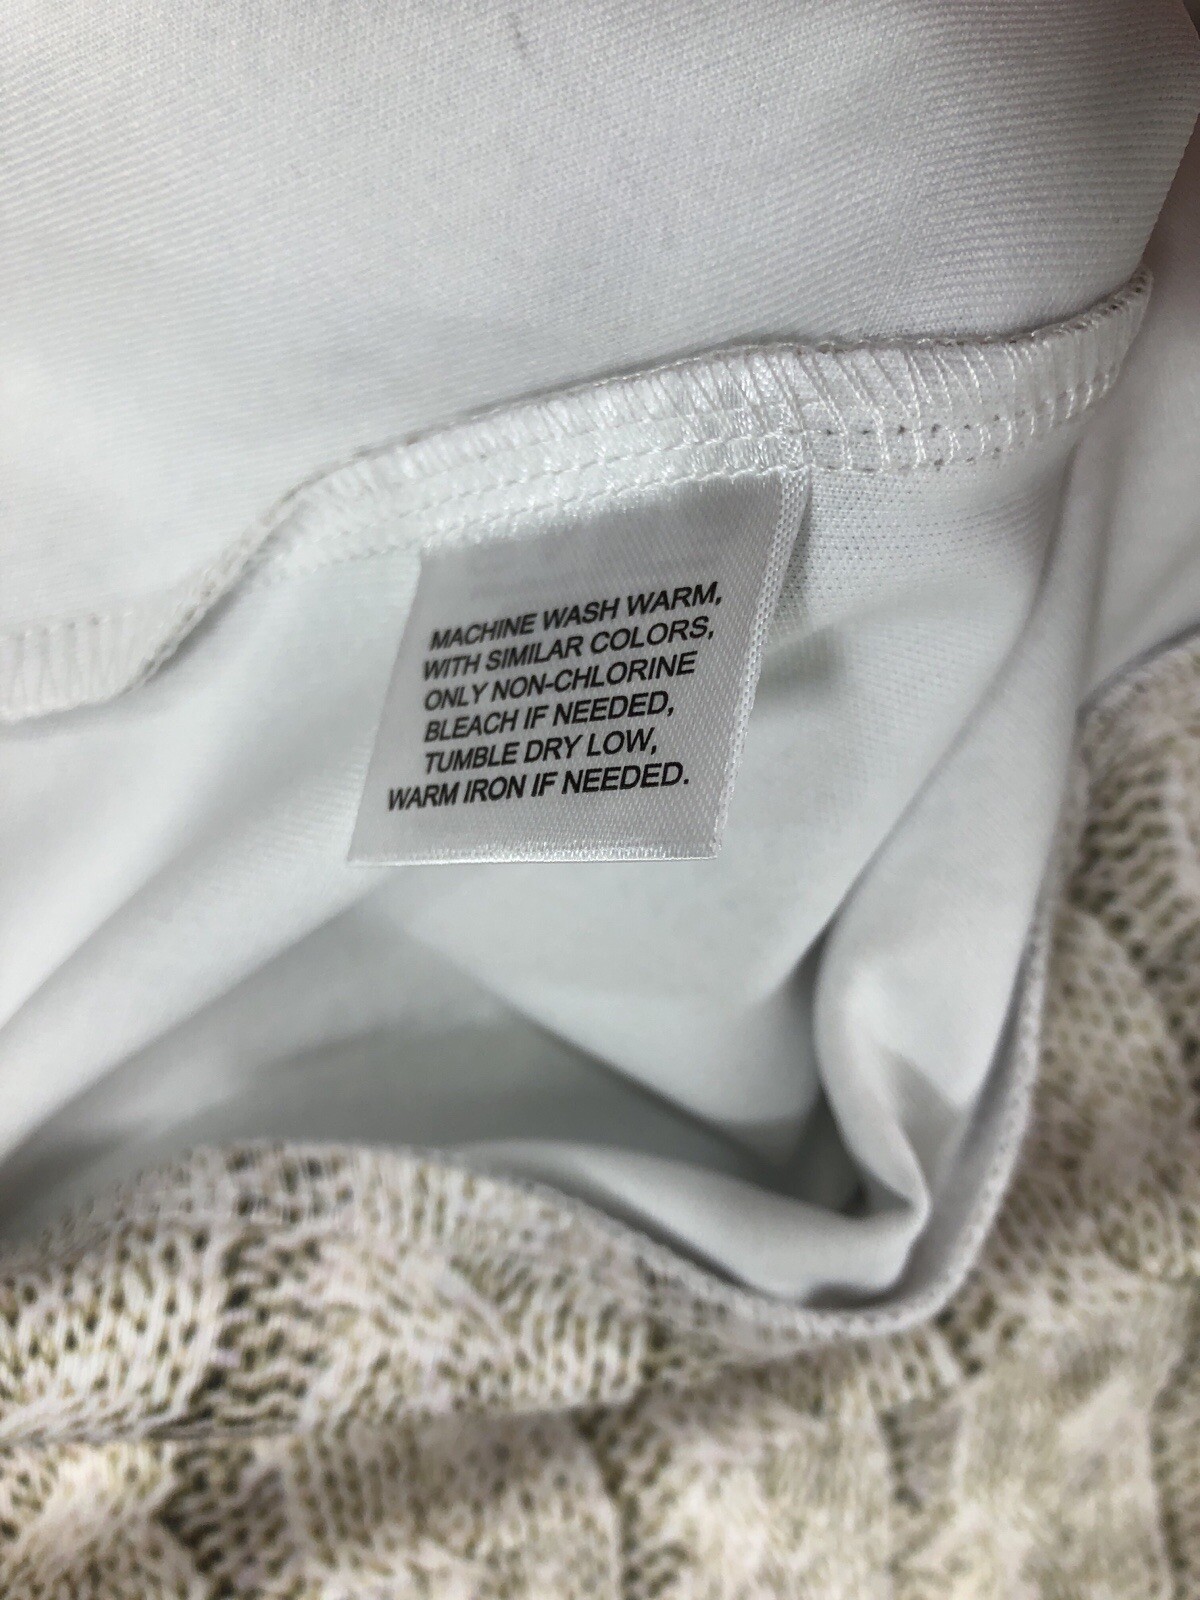 MACHINE WASH WARM,
WITH SIMILAR COLORS,
ONLY NON-CHLORINE
BLEACH IF NEEDED,
TUMBLE DRY LOW,
WARM IRON IF NEEDED.